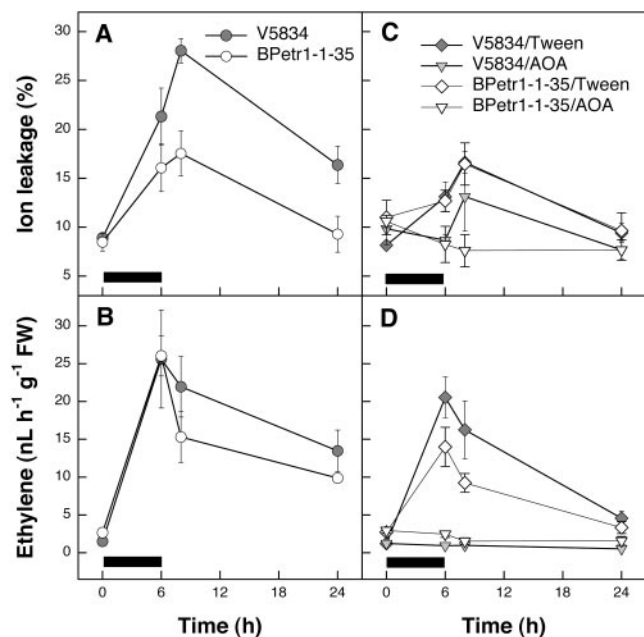 A
V5834
BPetr1-1-35
Ion leakage (%)
30
25
20
15
10
5
C
V5834/Tween
V5834/AOA
BPetr1-1-35/Tween
BPetr1-1-35/AOA
B
Ethylene (nL h⁻¹ g⁻¹ FW)
30
25
20
15
10
5
0
D
0 6 12 18 24
0 6 12 18 24
Time (h)
Time (h)